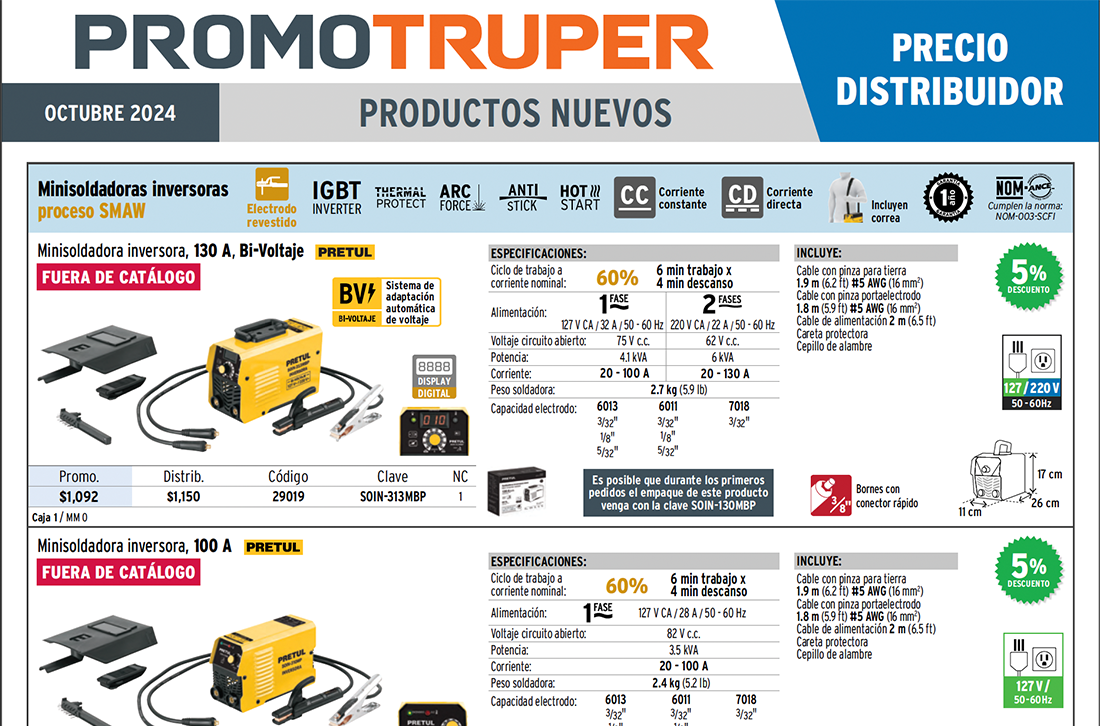 PROMOTRUPER
PRECIO
DISTRIBUIDOR
OCTUBRE 2024
PRODUCTOS NUEVOS
Minisoldadoras inversoras
proceso SMAW
Electrodo
revestido
IGBT
INVERTER
THERMAL
PROTECT
ARC
FORCE
ANTI
STICK
HOT
START
CC
Corriente
constante
CD
Corriente
directa
Incluyen
correa
GARANTÍA
1 año
GARANTÍA
NOM-ANCE
Cumplen la norma:
NOM-003-SCFI
Minisoldadora inversora, 130 A, Bi-Voltaje PRETUL
FUERA DE CATÁLOGO
BV
BI-VOLTAJE
Sistema de
adaptación
automática
de voltaje
PRETUL
8888
DISPLAY
DIGITAL
010
PRETUL
Promo. Distrib. Código Clave NC
$1,092 $1,150 29019 SOIN-313MBP 1
Caja 1 / MM 0
ESPECIFICACIONES:
Ciclo de trabajo a
corriente nominal:
60%
6 min trabajo x
4 min descanso
Alimentación:
1 FASE 2 FASES
127 V CA / 32 A / 50 - 60 Hz 220 V CA / 22 A / 50 - 60 Hz
Voltaje circuito abierto: 75 V c.c. 62 V c.c.
Potencia: 4.1 kVA 6 kVA
Corriente: 20 - 100 A 20 - 130 A
Peso soldadora: 2.7 kg (5.9 lb)
Capacidad electrodo: 6013 6011 7018
3/32" 3/32" 3/32"
1/8" 1/8"
5/32" 5/32"
Es posible que durante los primeros
pedidos el empaque de este producto
venga con la clave SOIN-130MBP
INCLUYE:
Cable con pinza para tierra
1.9 m (6.2 ft) #5 AWG (16 mm²)
Cable con pinza portaelectrodo
1.8 m (5.9 ft) #5 AWG (16 mm²)
Cable de alimentación 2 m (6.5 ft)
Careta protectora
Cepillo de alambre
5%
DESCUENTO
127 / 220 V
50 - 60Hz
3/8"
Bornes con
conector rápido
17 cm
11 cm
26 cm
Minisoldadora inversora, 100 A PRETUL
FUERA DE CATÁLOGO
PRETUL
PRETUL
ESPECIFICACIONES:
Ciclo de trabajo a
corriente nominal:
60%
6 min trabajo x
4 min descanso
Alimentación: 1 FASE 127 V CA / 28 A / 50 - 60 Hz
Voltaje circuito abierto: 82 V c.c.
Potencia: 3.5 kVA
Corriente: 20 - 100 A
Peso soldadora: 2.4 kg (5.2 lb)
Capacidad electrodo: 6013 6011 7018
3/32" 3/32" 3/32"
INCLUYE:
Cable con pinza para tierra
1.9 m (6.2 ft) #5 AWG (16 mm²)
Cable con pinza portaelectrodo
1.8 m (5.9 ft) #5 AWG (16 mm²)
Cable de alimentación 2 m (6.5 ft)
Careta protectora
Cepillo de alambre
5%
DESCUENTO
127 V /
50-60Hz